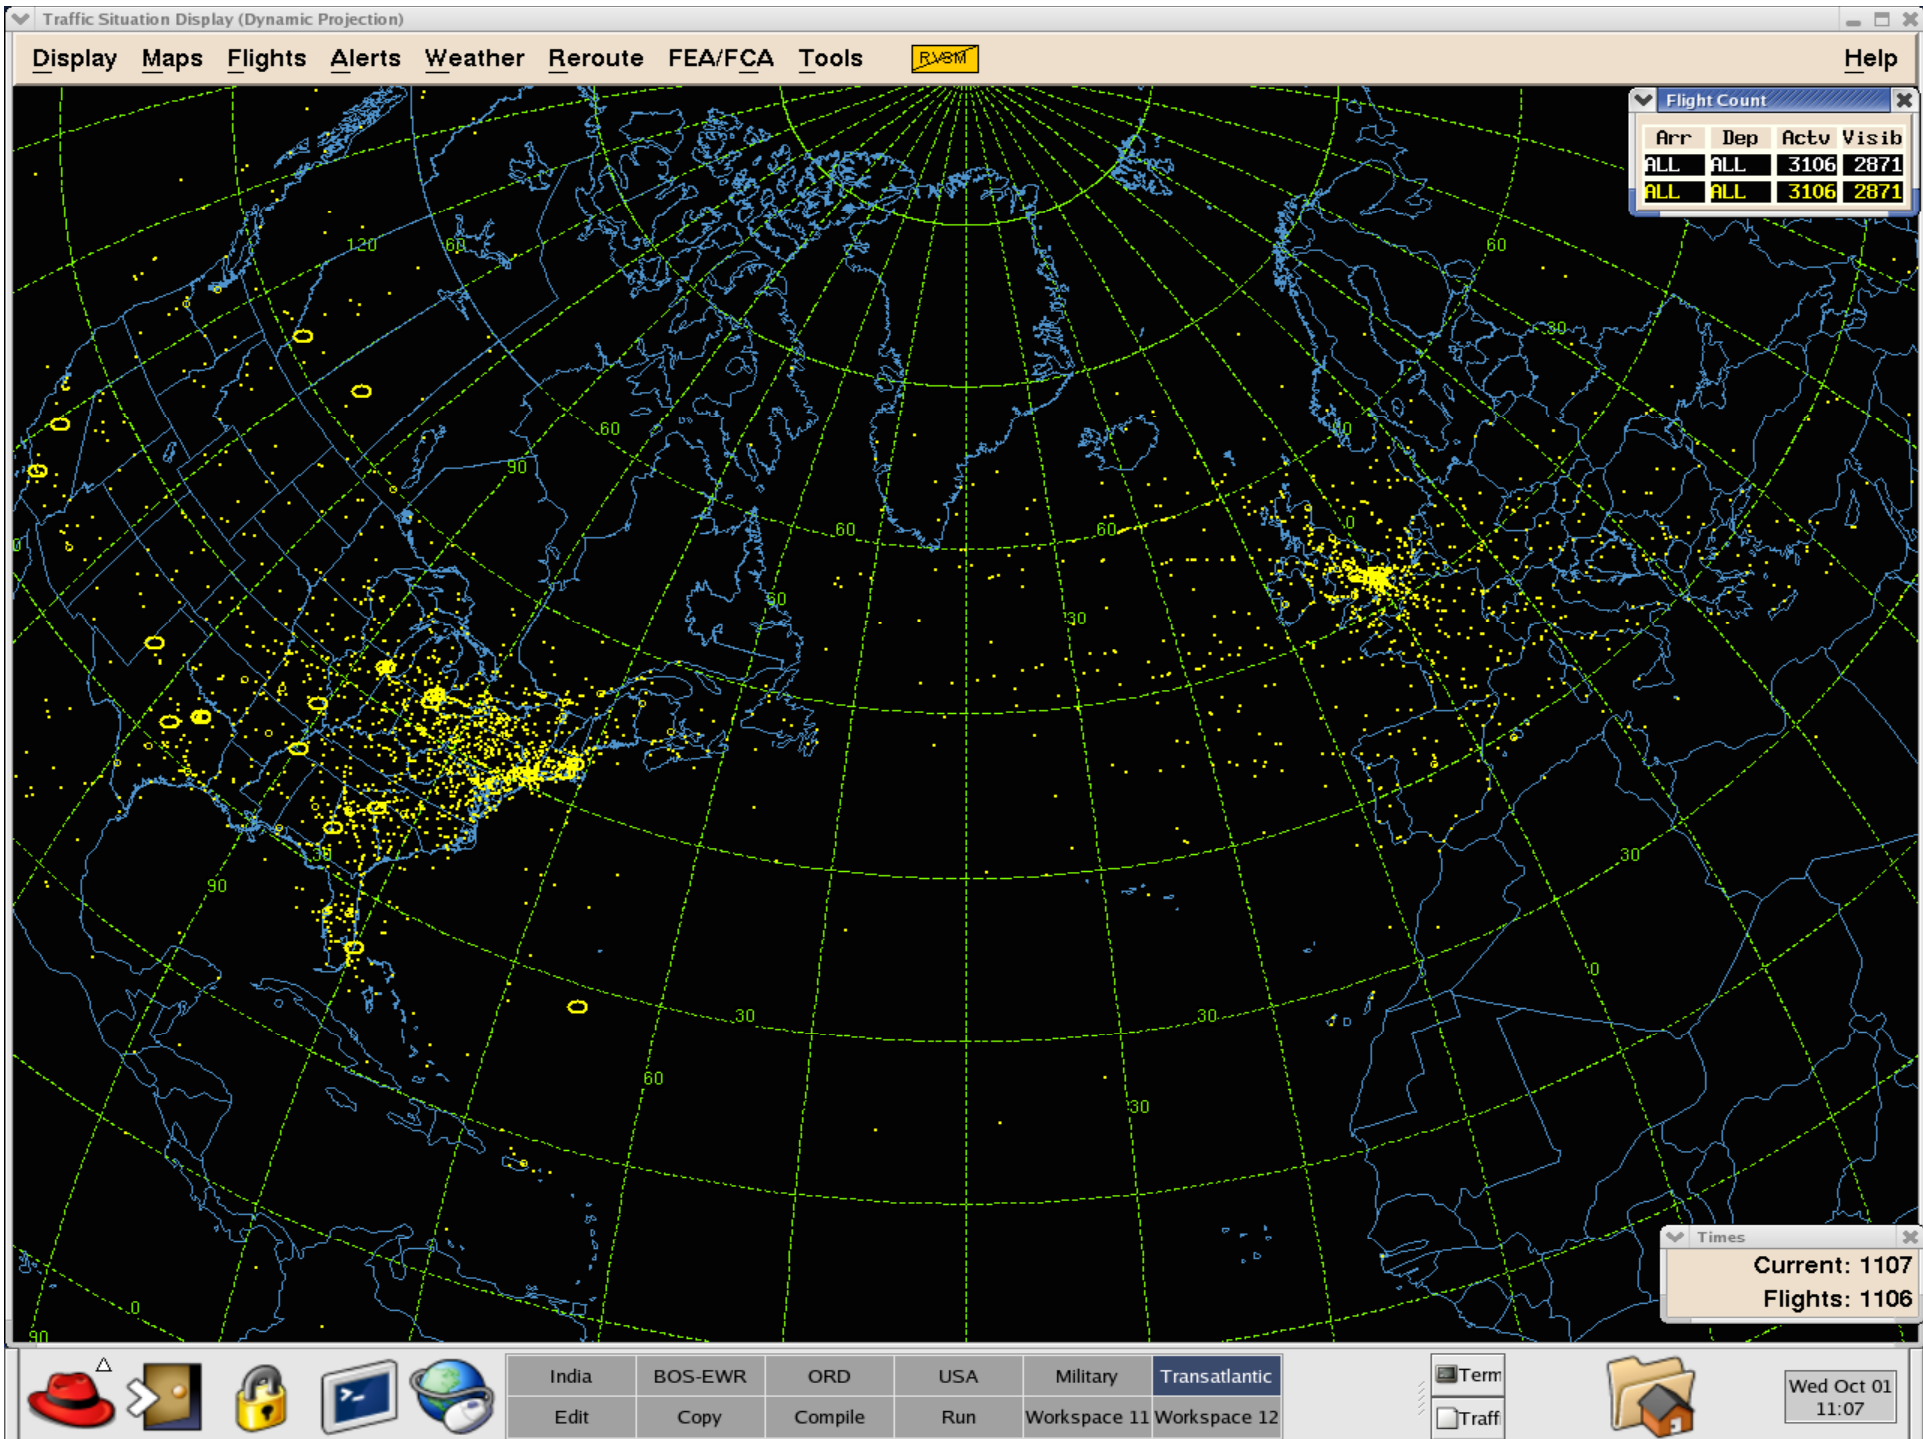 Traffic Situation Display (Dynamic Projection)
Display Maps Flights Alerts Weather Reroute FEA/FCA Tools RVSM Help
Flight Count
Arr Dep Actv Visib
ALL ALL 3106 2871
ALL ALL 3106 2871
120 60 60
30
60 40
90
0
60 60
60
30
30
90 30
0
30 30
60
30
0
90
Times
Current: 1107
Flights: 1106
India BOS-EWR ORD USA Military Transatlantic
Edit Copy Compile Run Workspace 11 Workspace 12
Term
Traff
Wed Oct 01
11:07